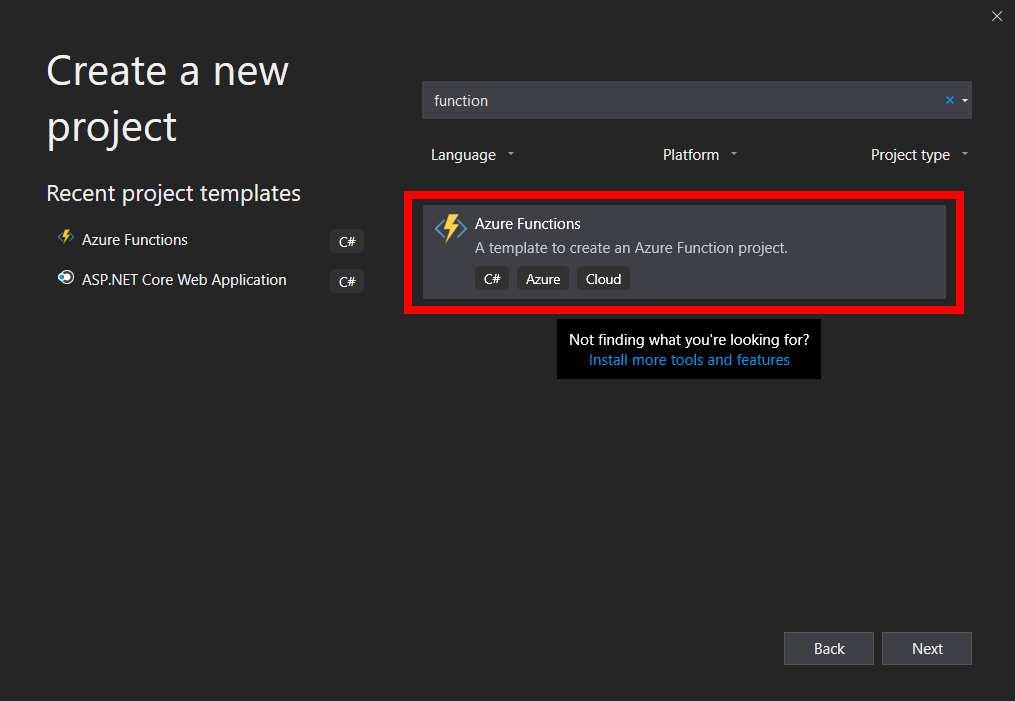 Create a new
project
Recent project templates
Azure Functions
C#
ASP.NET Core Web Application
C#
function
Language
Platform
Project type
Azure Functions
A template to create an Azure Function project.
C#
Azure
Cloud
Not finding what you're looking for?
Install more tools and features
Back
Next